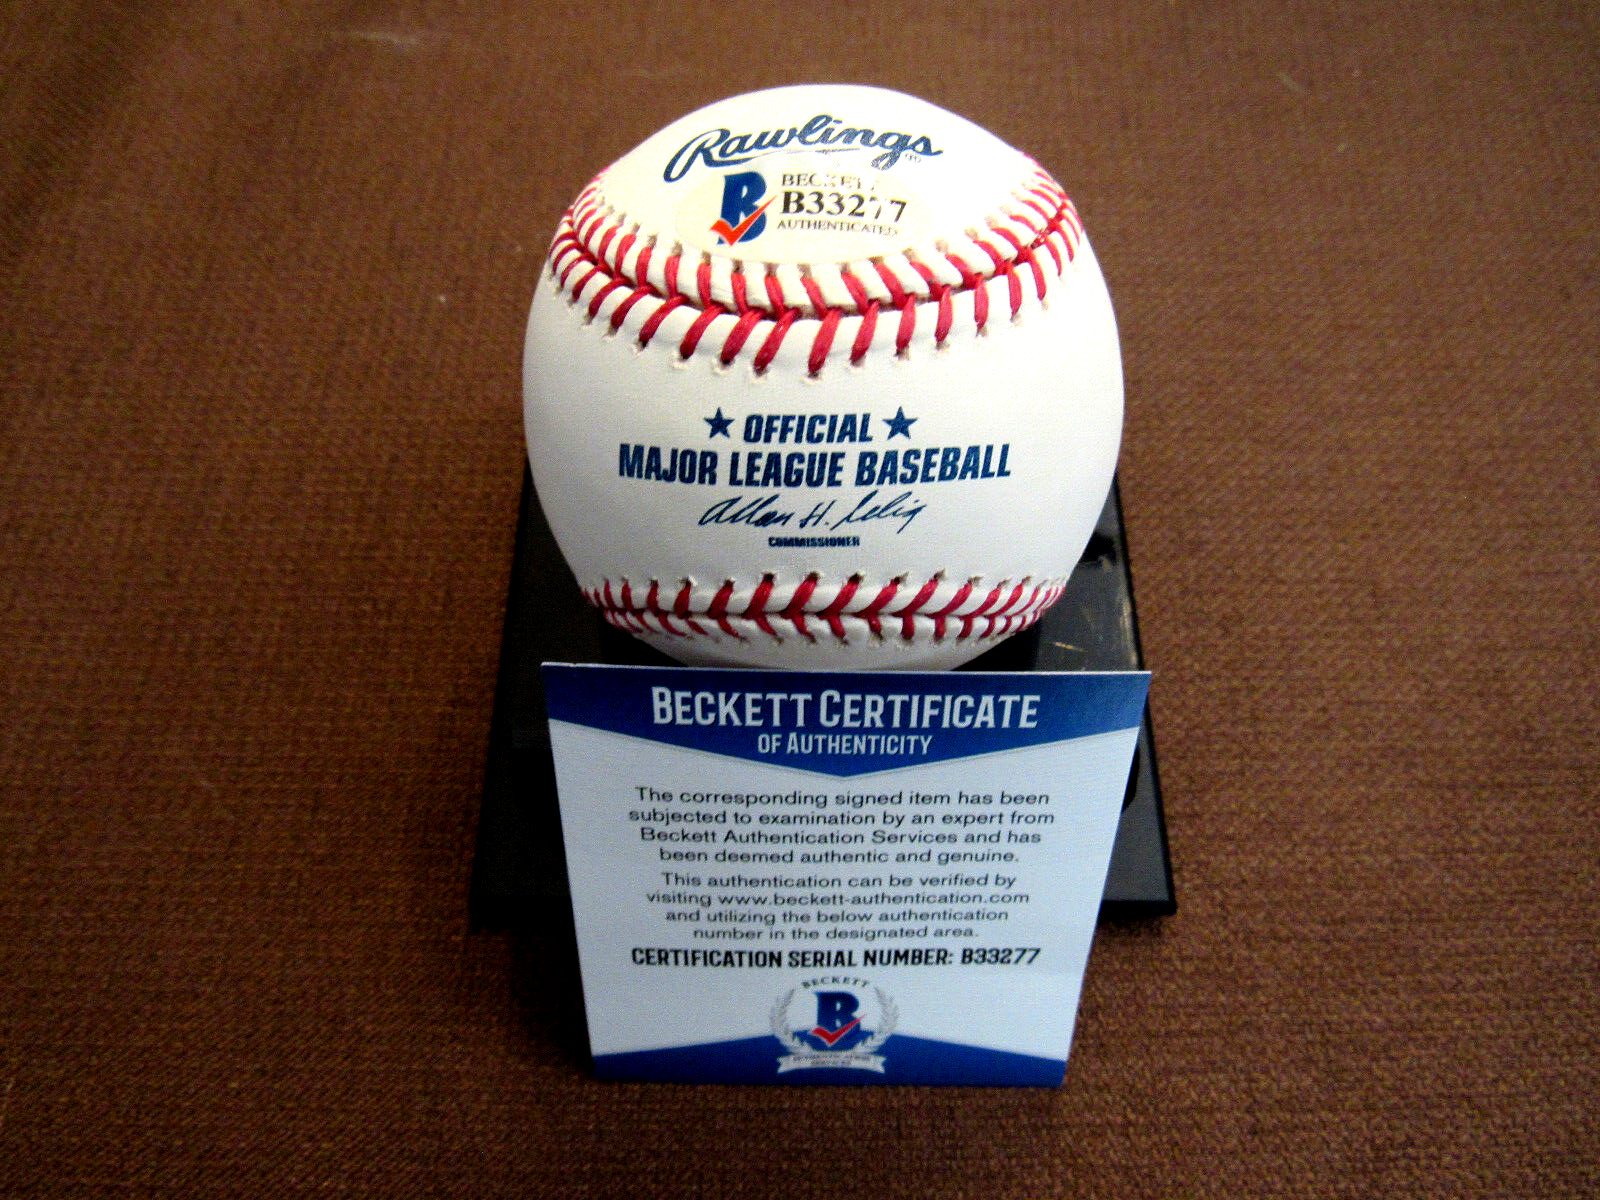 Rawlings
BECKETT
B33277
AUTHENTICATED
★ OFFICIAL ★
MAJOR LEAGUE BASEBALL
Allan H. Selig
COMMISSIONER
BECKETT CERTIFICATE
OF AUTHENTICITY
The corresponding signed item has been
subjected to examination by an expert from
Beckett Authentication Services and has
been deemed authentic and genuine.
This authentication can be verified by
visiting www.beckett-authentication.com
and utilizing the below authentication
number in the designated area.
CERTIFICATION SERIAL NUMBER: B33277
BECKETT
B
AUTHENTICATION
SERVICES